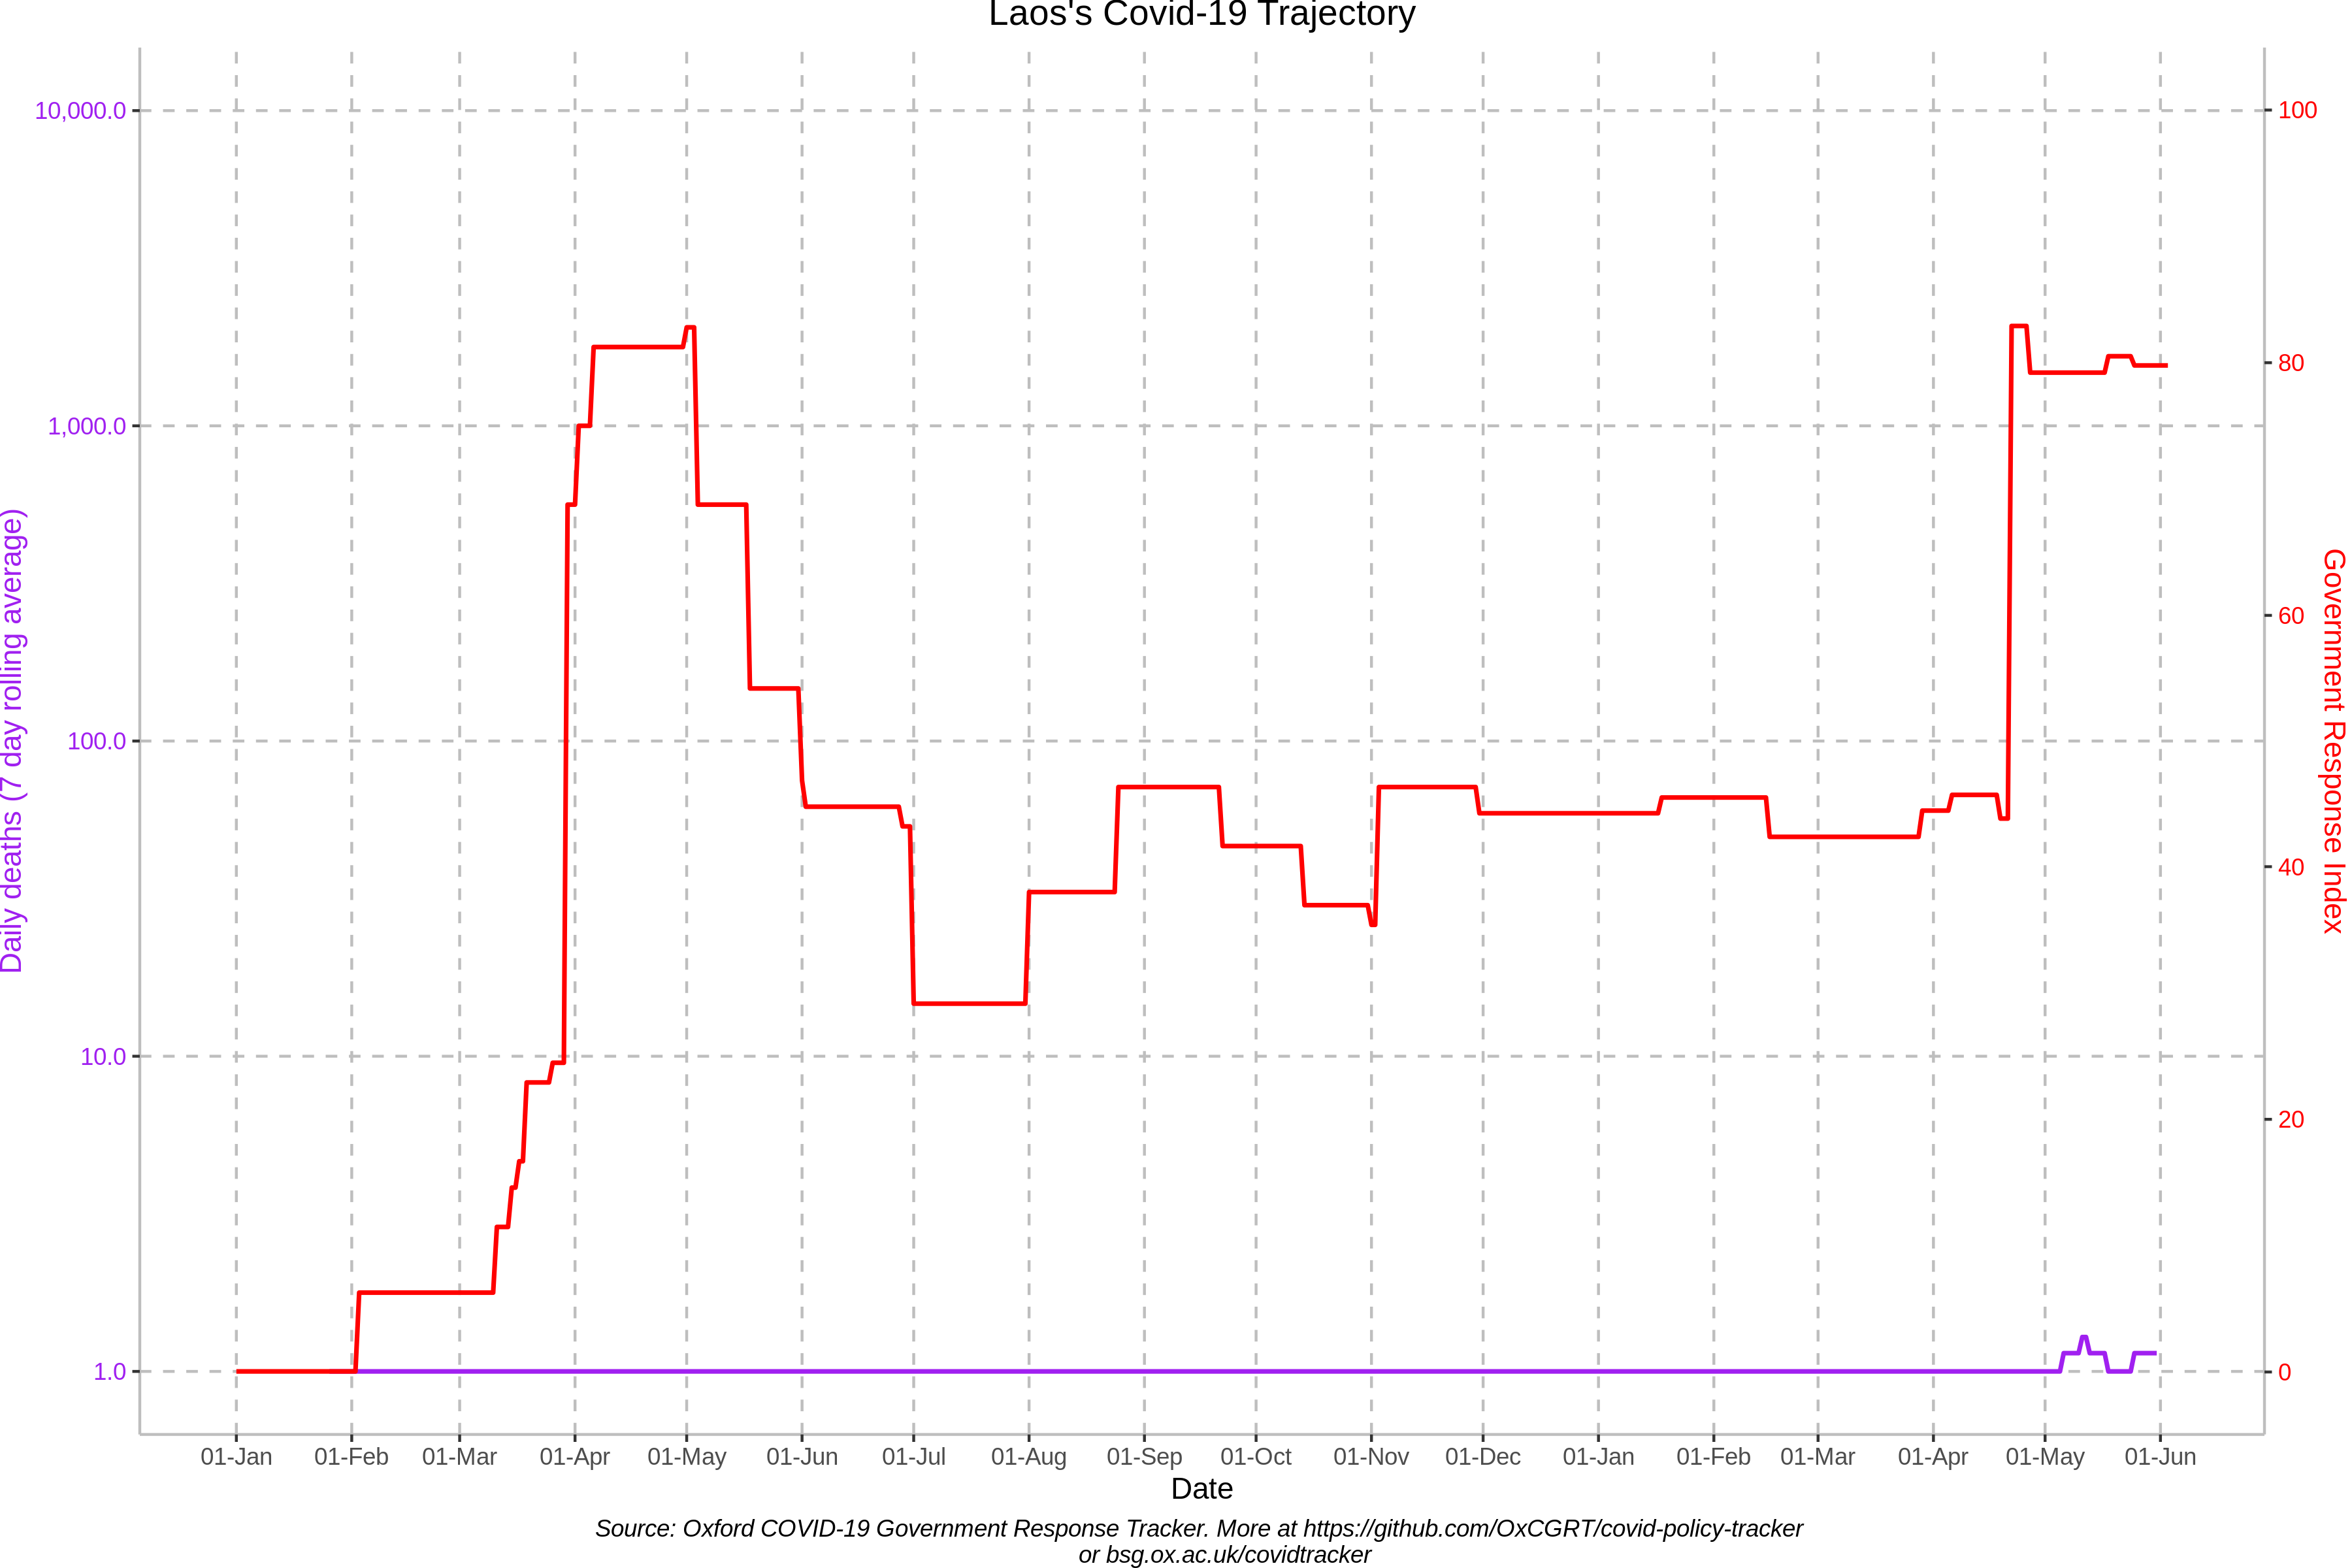 Laos's Covid-19 Trajectory
10,000.0
1,000.0
100.0
10.0
1.0
Daily deaths (7 day rolling average)
100
80
60
40
20
0
Government Response Index
01-Jan 01-Feb 01-Mar 01-Apr 01-May 01-Jun 01-Jul 01-Aug 01-Sep 01-Oct 01-Nov 01-Dec 01-Jan 01-Feb 01-Mar 01-Apr 01-May 01-Jun
Date
Source: Oxford COVID-19 Government Response Tracker. More at https://github.com/OxCGRT/covid-policy-tracker
or bsg.ox.ac.uk/covidtracker